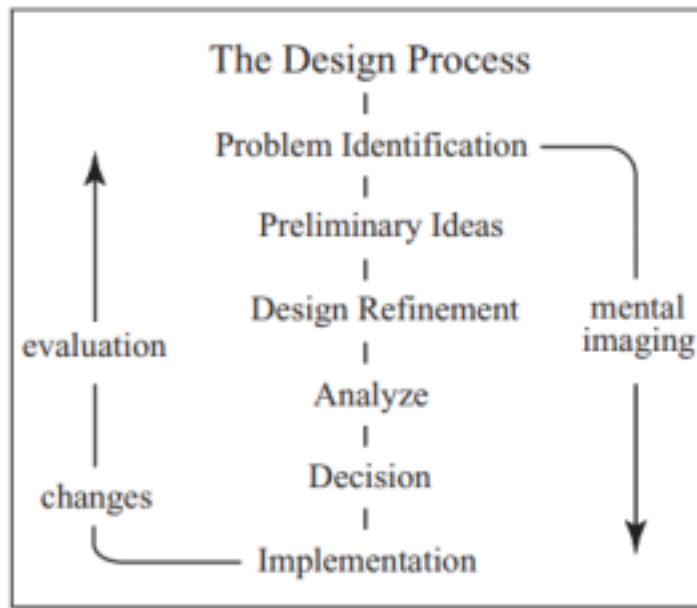 The Design Process
Problem Identification
Preliminary Ideas
Design Refinement
mental
imaging
evaluation
Analyze
Decision
changes
Implementation